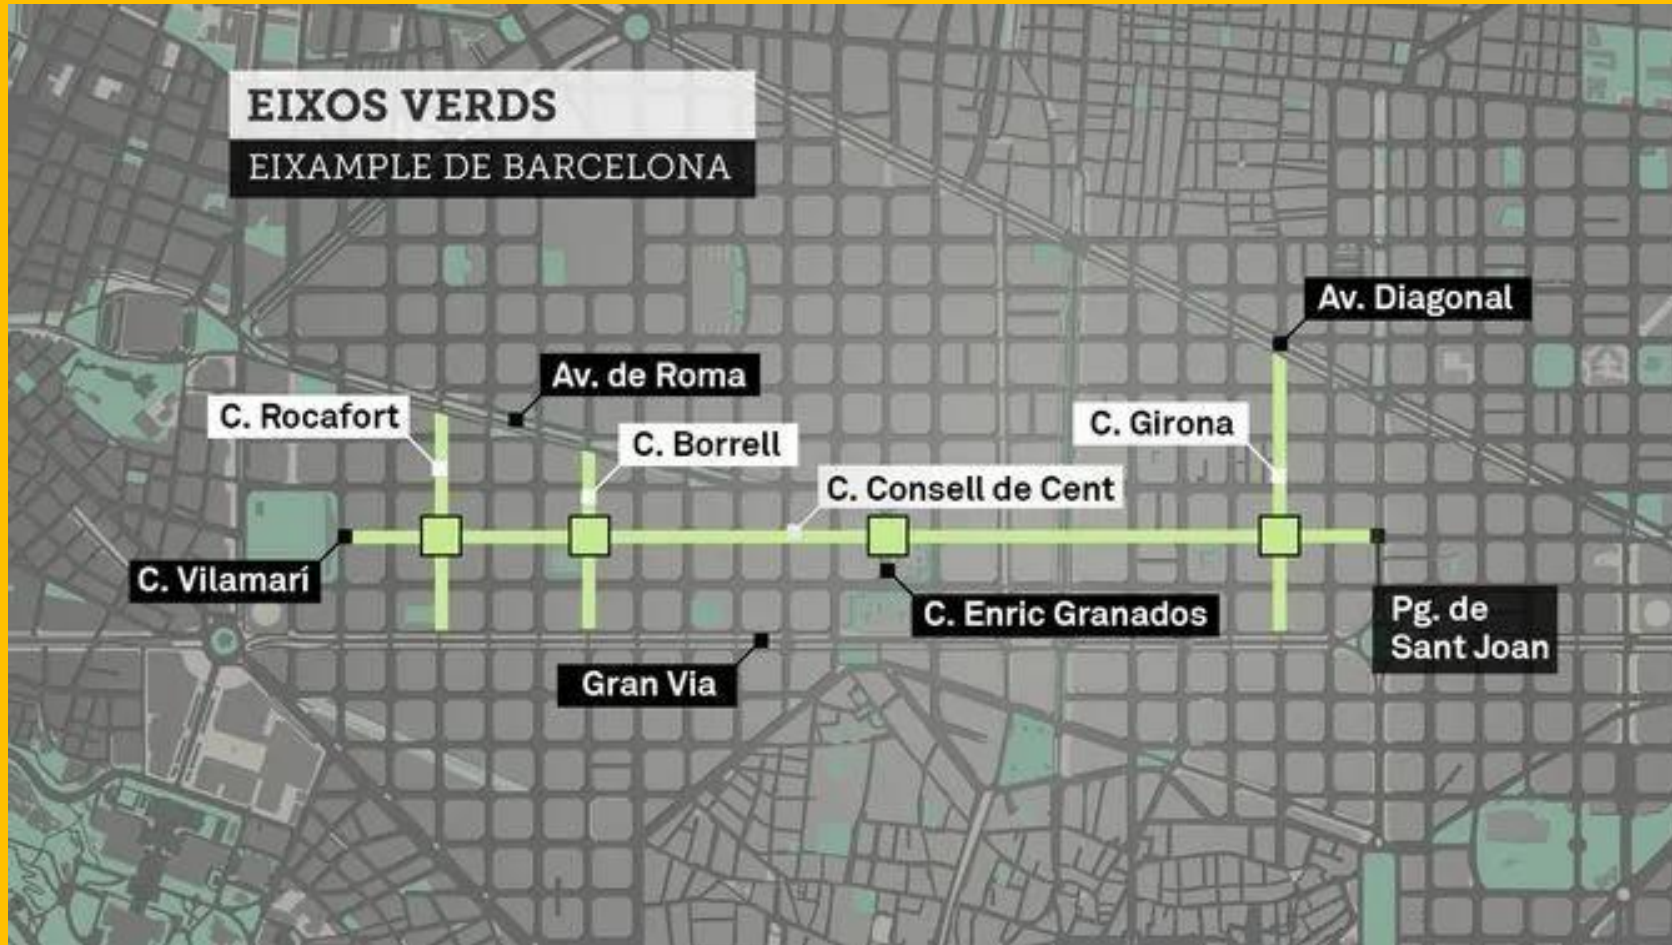 EIXOS VERDS
EIXAMPLE DE BARCELONA
Av. Diagonal
Av. de Roma
C. Rocafort
C. Borrell
C. Girona
C. Consell de Cent
C. Vilamarí
C. Enric Granados
Pg. de
Sant Joan
Gran Via